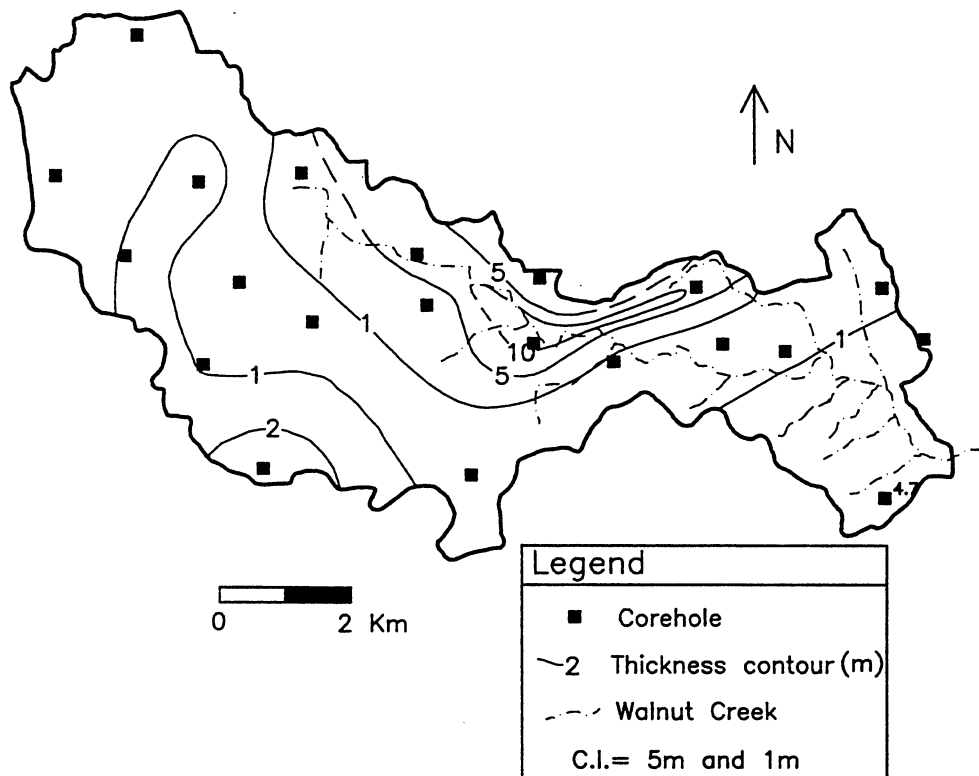 N
5
1
10
5
1
1
2
4.7
0 2 Km
Legend
Corehole
2 Thickness contour (m)
Walnut Creek
C.I.= 5m and 1m